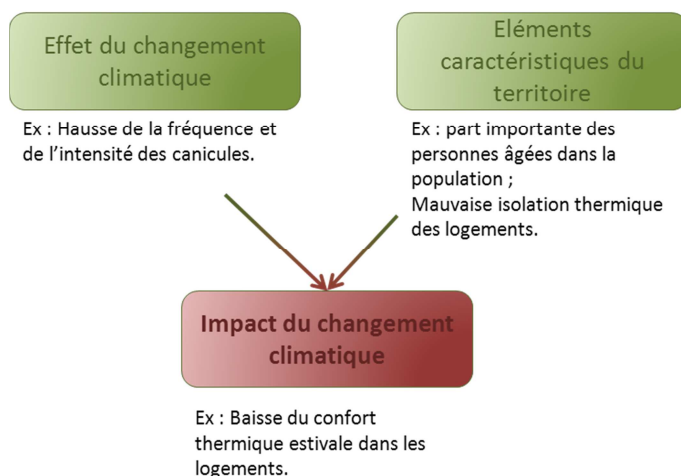 Effet du changement
climatique
Ex : Hausse de la fréquence et
de l’intensité des canicules.
Eléments
caractéristiques du
territoire
Ex : part importante des
personnes âgées dans la
population ;
Mauvaise isolation thermique
des logements.
Impact du changement
climatique
Ex : Baisse du confort
thermique estivale dans les
logements.